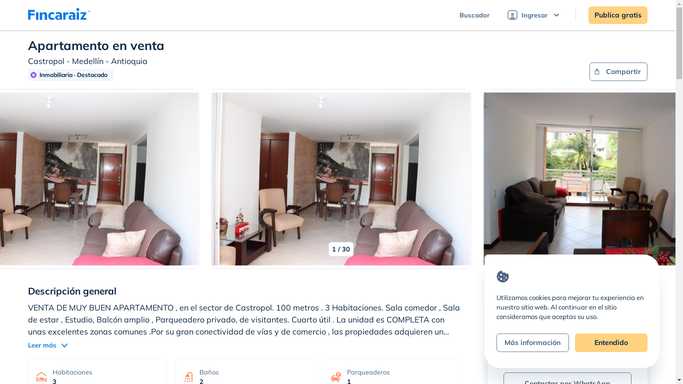 Fincaraiz
Buscador
Ingresar
Publica gratis
Apartamento en venta
Castropol - Medellín - Antioquia
Inmobiliaria - Destacado
Compartir
1 / 30
Descripción general
VENTA DE MUY BUEN APARTAMENTO , en el sector de Castropol. 100 metros . 3 Habitaciones. Sala comedor , Sala
de estar , Estudio, Balcón amplio , Parqueadero privado, de visitantes. Cuarto útil . La unidad es COMPLETA con
unas excelentes zonas comunes .Por su gran conectividad de vías y de comercio , las propiedades adquieren un...
Leer más
Habitaciones
3
Baños
2
Parqueaderos
1
Utilizamos cookies para mejorar tu experiencia en
nuestro sitio web. Al continuar en el sitio
consideramos que aceptas su uso.
Más información
Entendido
Contactar por WhatsApp